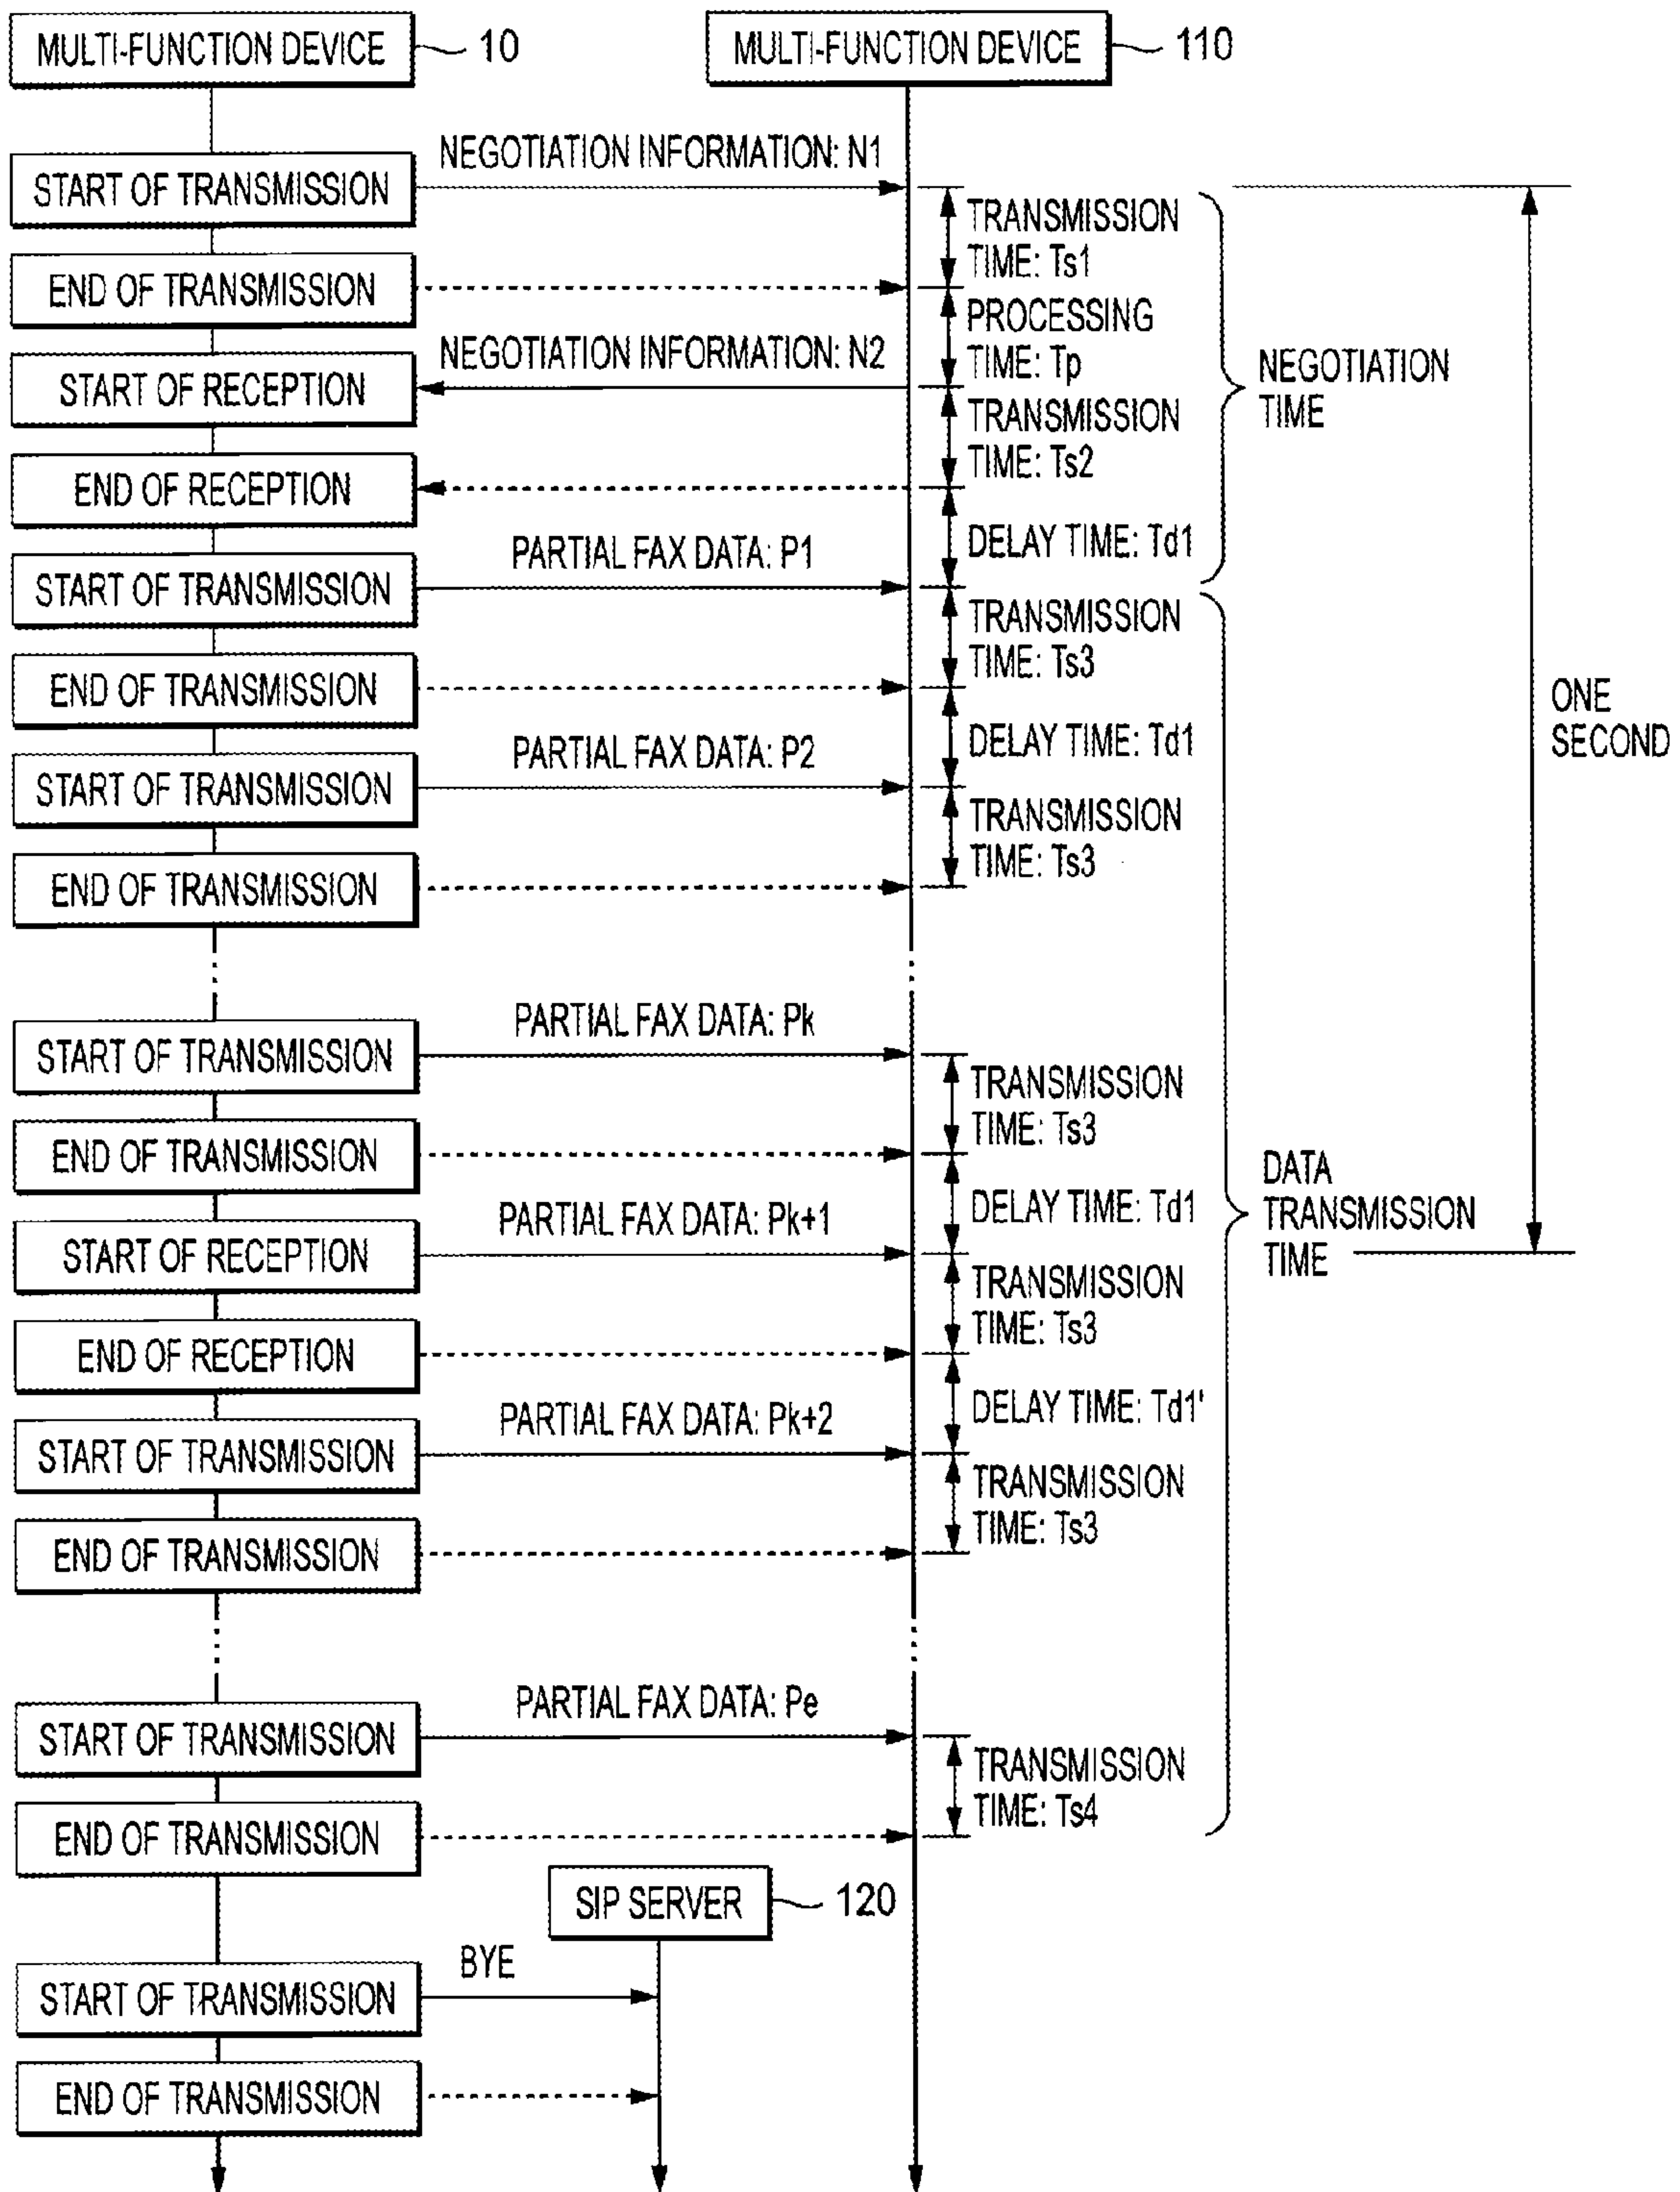 MULTI-FUNCTION DEVICE
10
MULTI-FUNCTION DEVICE
110
NEGOTIATION INFORMATION: N1
START OF TRANSMISSION
TRANSMISSION
TIME: Ts1
END OF TRANSMISSION
PROCESSING
TIME: Tp
NEGOTIATION INFORMATION: N2
START OF RECEPTION
NEGOTIATION
TIME
TRANSMISSION
TIME: Ts2
END OF RECEPTION
DELAY TIME: Td1
PARTIAL FAX DATA: P1
START OF TRANSMISSION
TRANSMISSION
TIME: Ts3
END OF TRANSMISSION
ONE
SECOND
DELAY TIME: Td1
PARTIAL FAX DATA: P2
START OF TRANSMISSION
TRANSMISSION
TIME: Ts3
END OF TRANSMISSION
PARTIAL FAX DATA: Pk
START OF TRANSMISSION
TRANSMISSION
TIME: Ts3
END OF TRANSMISSION
DATA
TRANSMISSION
TIME
DELAY TIME: Td1
PARTIAL FAX DATA: Pk+1
START OF RECEPTION
TRANSMISSION
TIME: Ts3
END OF RECEPTION
DELAY TIME: Td1'
PARTIAL FAX DATA: Pk+2
START OF TRANSMISSION
TRANSMISSION
TIME: Ts3
END OF TRANSMISSION
PARTIAL FAX DATA: Pe
START OF TRANSMISSION
TRANSMISSION
TIME: Ts4
END OF TRANSMISSION
SIP SERVER
120
BYE
START OF TRANSMISSION
END OF TRANSMISSION